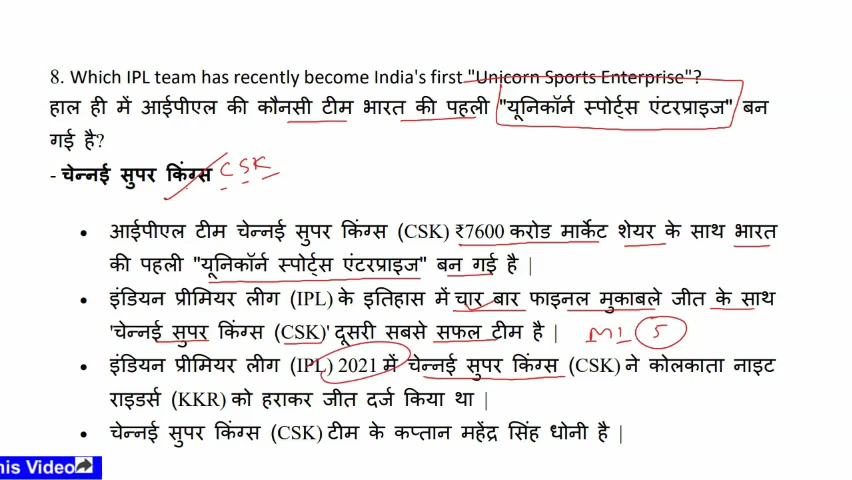 8. Which IPL team has recently become India's first "Unicorn Sports Enterprise"?
हाल ही में आईपीएल की कौनसी टीम भारत की पहली "यूनिकॉर्न स्पोर्ट्स एंटरप्राइज" बन
गई है?
- चेन्नई सुपर किंग्स CSK
• आईपीएल टीम चेन्नई सुपर किंग्स (CSK) ₹7600 करोड मार्केट शेयर के साथ भारत
की पहली "यूनिकॉर्न स्पोर्ट्स एंटरप्राइज" बन गई है |
• इंडियन प्रीमियर लीग (IPL) के इतिहास में चार बार फाइनल मुकाबले जीत के साथ
'चेन्नई सुपर किंग्स (CSK)' दूसरी सबसे सफल टीम है | MI 5
• इंडियन प्रीमियर लीग (IPL) 2021 में चेन्नई सुपर किंग्स (CSK) ने कोलकाता नाइट
राइडर्स (KKR) को हराकर जीत दर्ज किया था |
• चेन्नई सुपर किंग्स (CSK) टीम के कप्तान महेंद्र सिंह धोनी है |
his Video